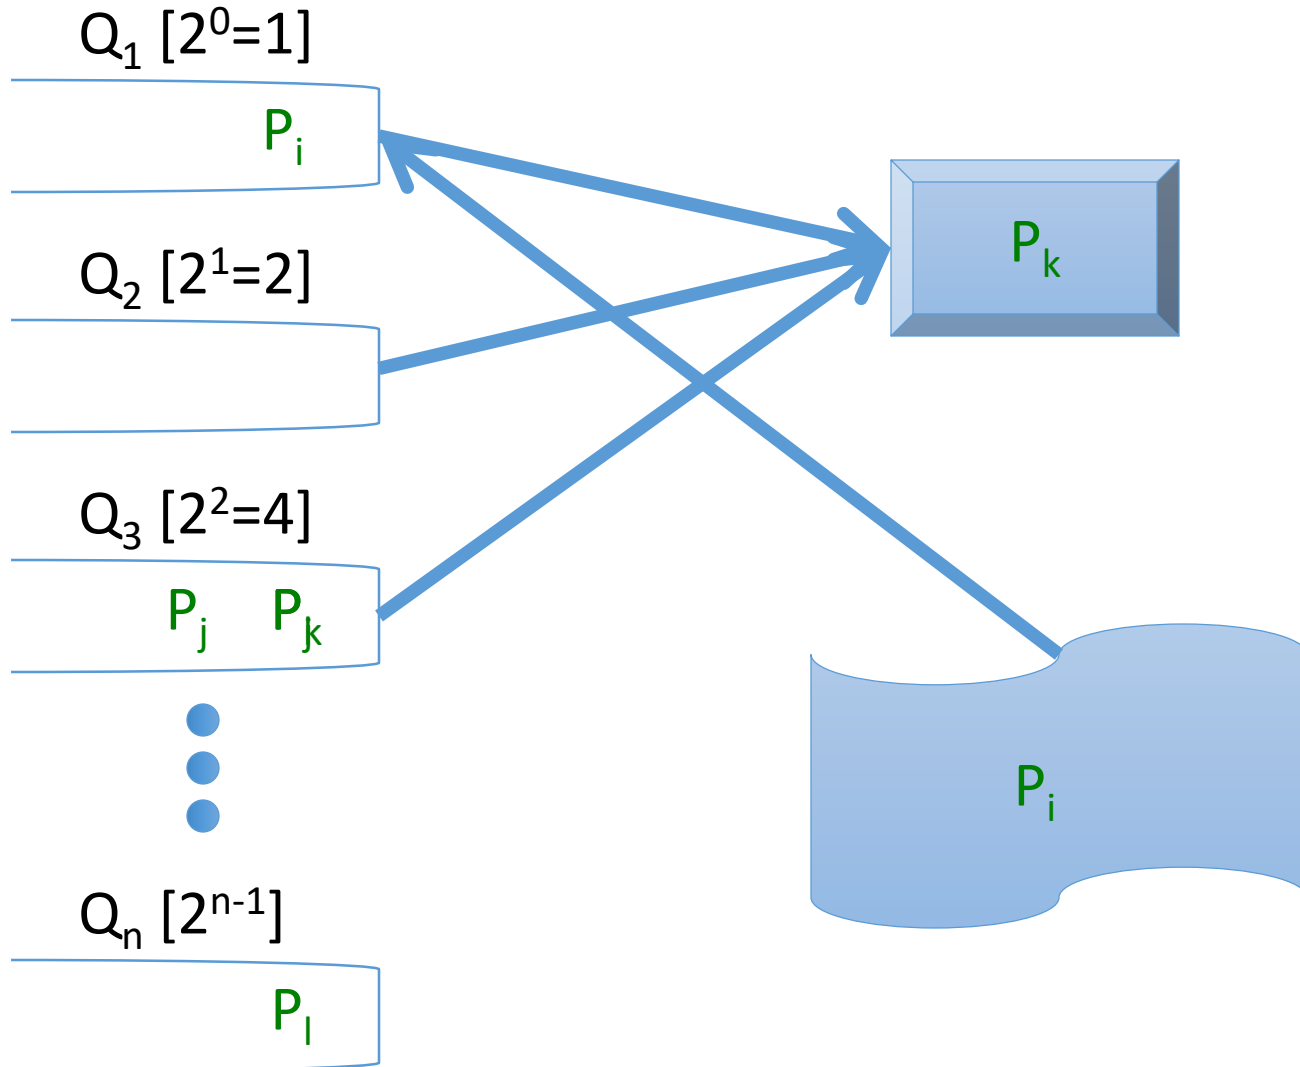 Q₁ [2⁰=1]
Pᵢ
Pₖ
Q₂ [2¹=2]
Q₃ [2²=4]
Pⱼ Pₖ
Pᵢ
Qₙ [2ⁿ⁻¹]
Pₗ